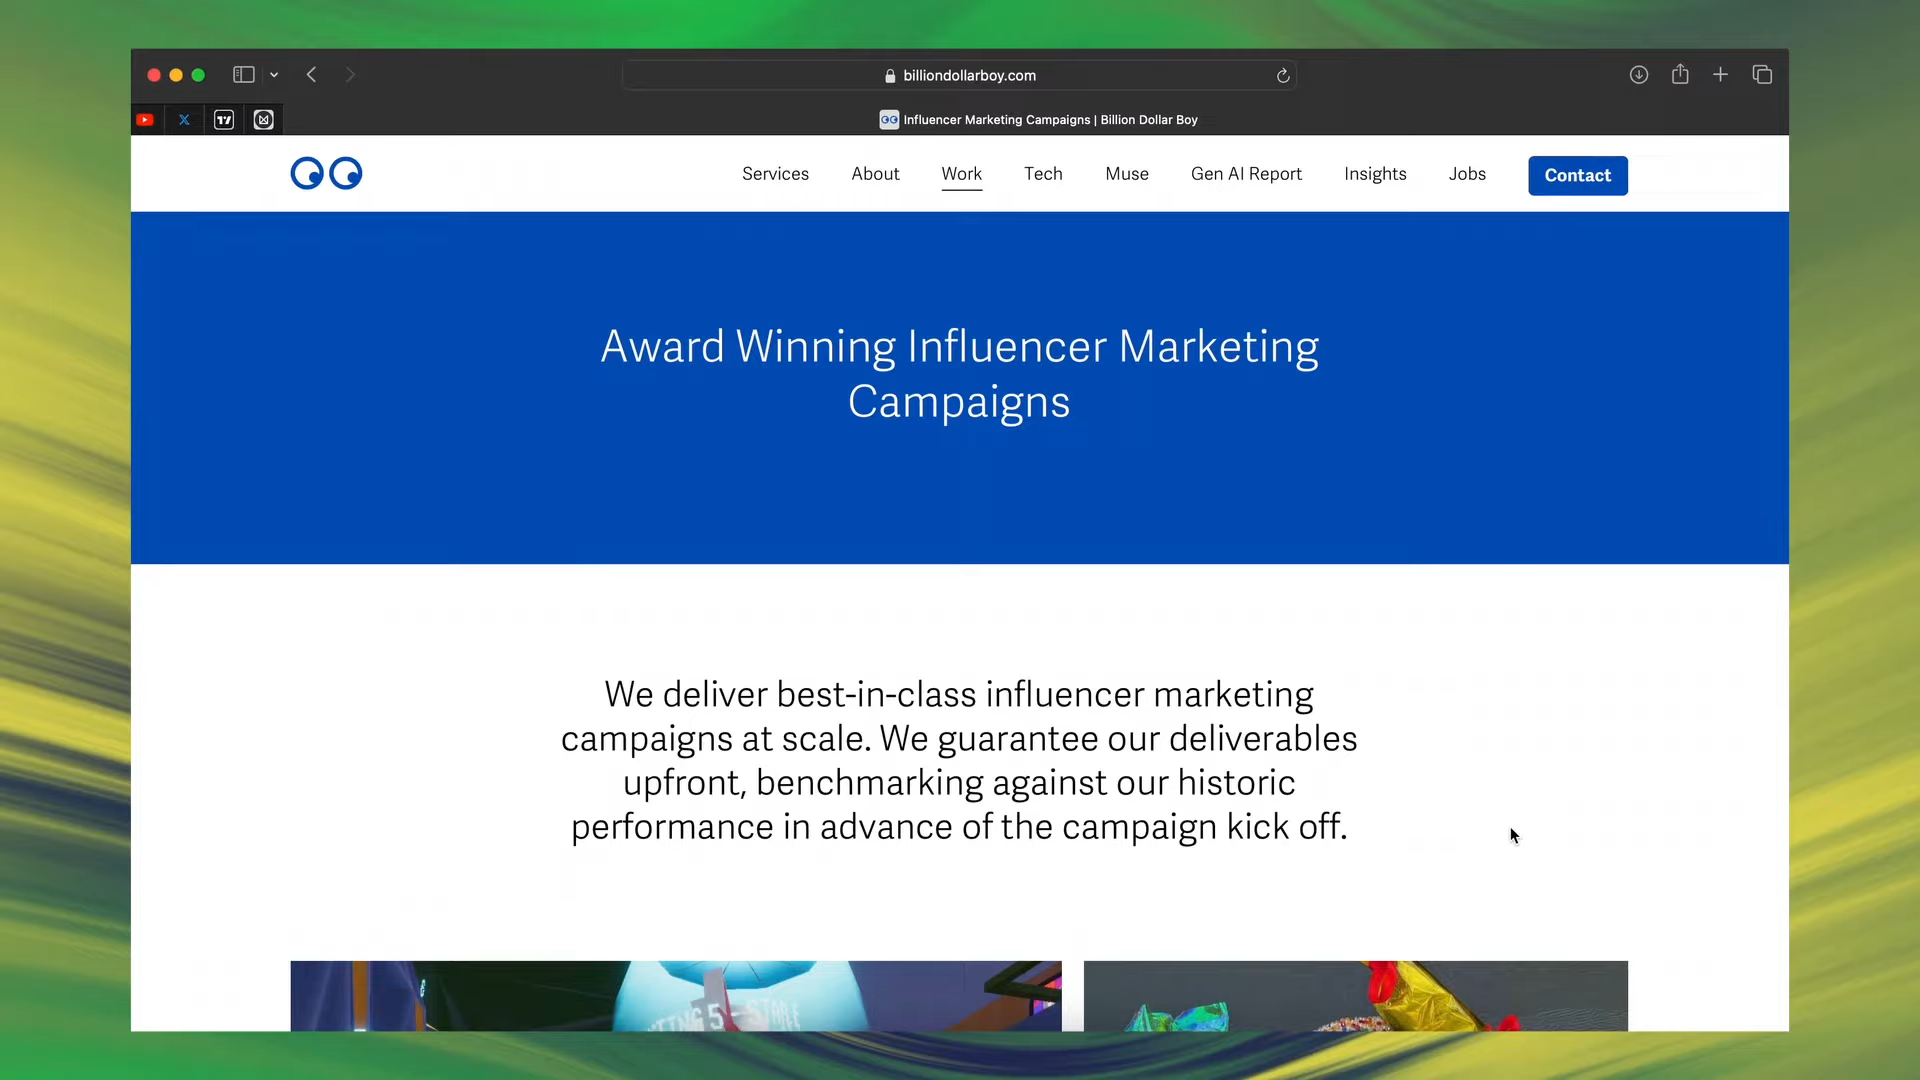 billiondollarboy.com
Influencer Marketing Campaigns | Billion Dollar Boy
Services About Work Tech Muse Gen AI Report Insights Jobs Contact
Award Winning Influencer Marketing
Campaigns
We deliver best-in-class influencer marketing
campaigns at scale. We guarantee our deliverables
upfront, benchmarking against our historic
performance in advance of the campaign kick off.